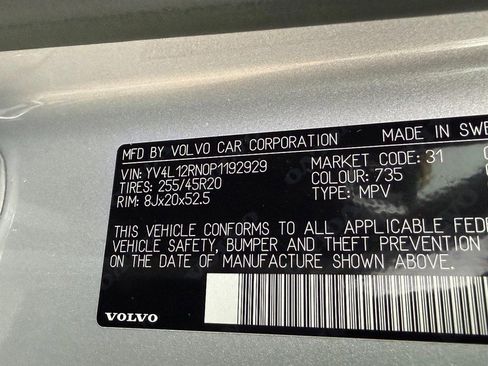 MFD BY VOLVO CAR CORPORATION MADE IN SWE
VIN: YV4L12RN0P1192929 MARKET CODE: 31
TIRES: 255/45R20 COLOUR: 735
RIM: 8Jx20x52.5 TYPE: MPV
THIS VEHICLE CONFORMS TO ALL APPLICABLE FEDE
VEHICLE SAFETY, BUMPER AND THEFT PREVENTION
ON THE DATE OF MANUFACTURE SHOWN ABOVE.
VOLVO